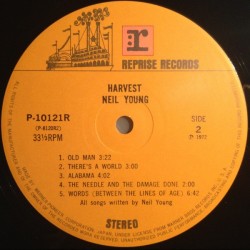 REPRISE RECORDS
HARVEST
NEIL YOUNG
P-10121R
(P-8120R2)
33⅓RPM
SIDE
2
℗ 1972
1. OLD MAN 3:22
2. THERE'S A WORLD 3:00
3. ALABAMA 4:02
4. THE NEEDLE AND THE DAMAGE DONE 2:00
5. WORDS (BETWEEN THE LINES OF AGE) 6:42
All songs written by Neil Young
STEREO